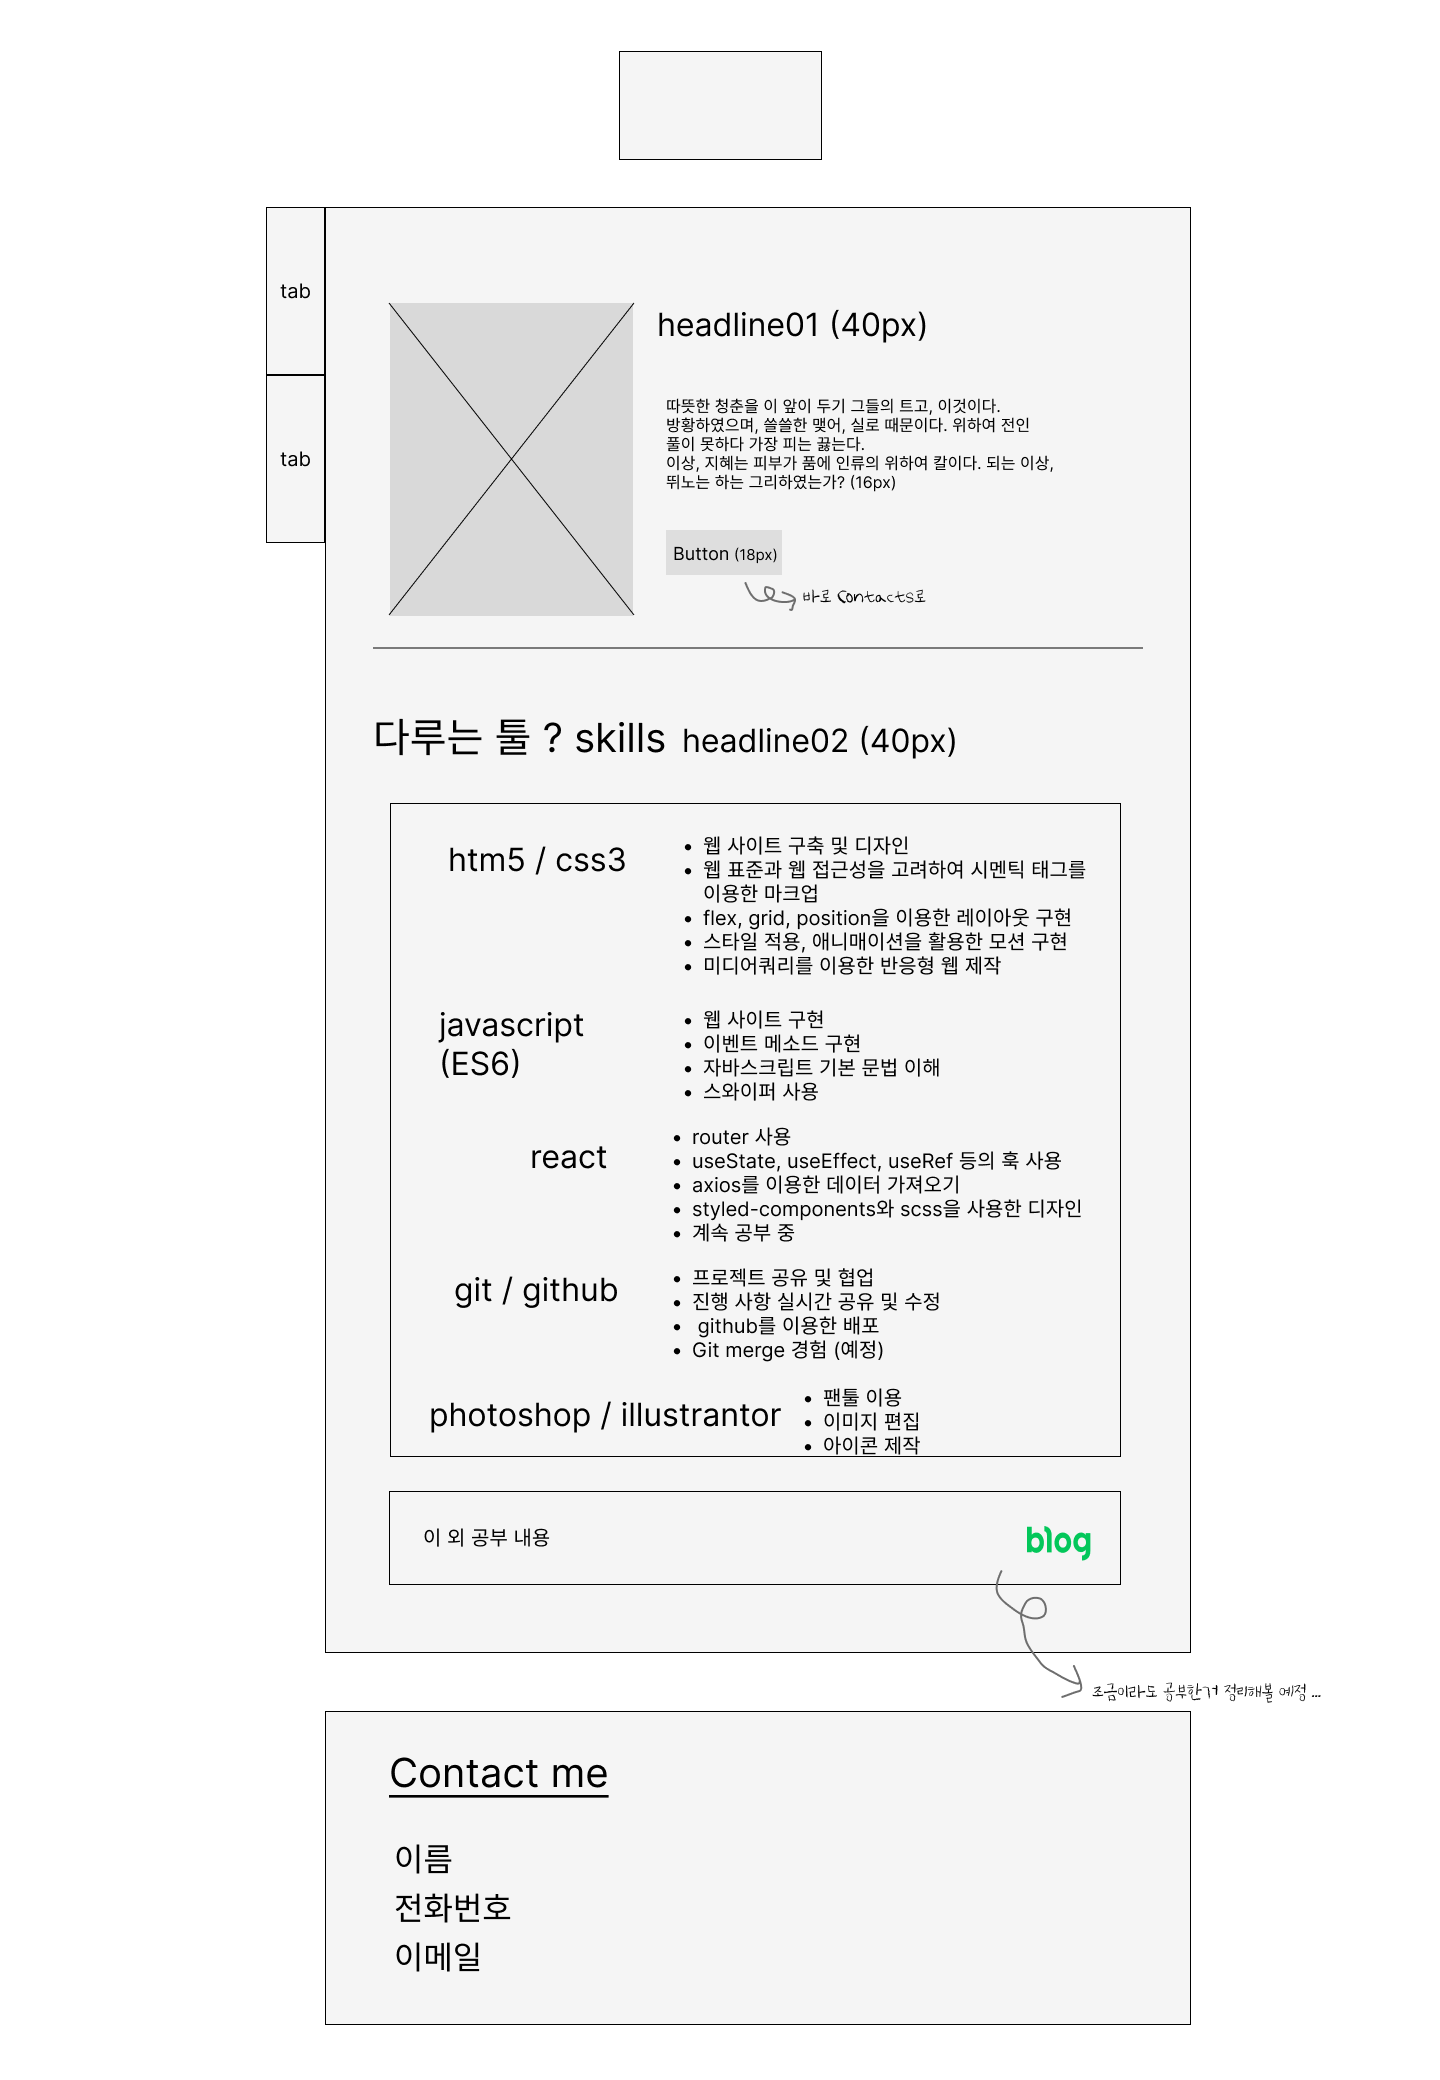 tab
tab
headline01 (40px)
따뜻한 청춘을 이 앞이 두기 그들의 트고, 이것이다.
방황하였으며, 쓸쓸한 맺어, 실로 때문이다. 위하여 전인
풀이 못하다 가장 피는 끓는다.
이상, 지혜는 피부가 품에 인류의 위하여 칼이다. 되는 이상,
뛰노는 하는 그리하였는가? (16px)
Button (18px)
바로 Contacts로
다루는 툴 ? skills headline02 (40px)
htm5 / css3
• 웹 사이트 구축 및 디자인
• 웹 표준과 웹 접근성을 고려하여 시멘틱 태그를
이용한 마크업
• flex, grid, position을 이용한 레이아웃 구현
• 스타일 적용, 애니매이션을 활용한 모션 구현
• 미디어쿼리를 이용한 반응형 웹 제작
javascript
(ES6)
• 웹 사이트 구현
• 이벤트 메소드 구현
• 자바스크립트 기본 문법 이해
• 스와이퍼 사용
react
• router 사용
• useState, useEffect, useRef 등의 훅 사용
• axios를 이용한 데이터 가져오기
• styled-components와 scss을 사용한 디자인
• 계속 공부 중
git / github
• 프로젝트 공유 및 협업
• 진행 사항 실시간 공유 및 수정
• github를 이용한 배포
• Git merge 경험 (예정)
photoshop / illustrantor
• 팬툴 이용
• 이미지 편집
• 아이콘 제작
이 외 공부 내용
blog
조금이라도 공부한거 정리해볼 예정 ...
Contact me
이름
전화번호
이메일